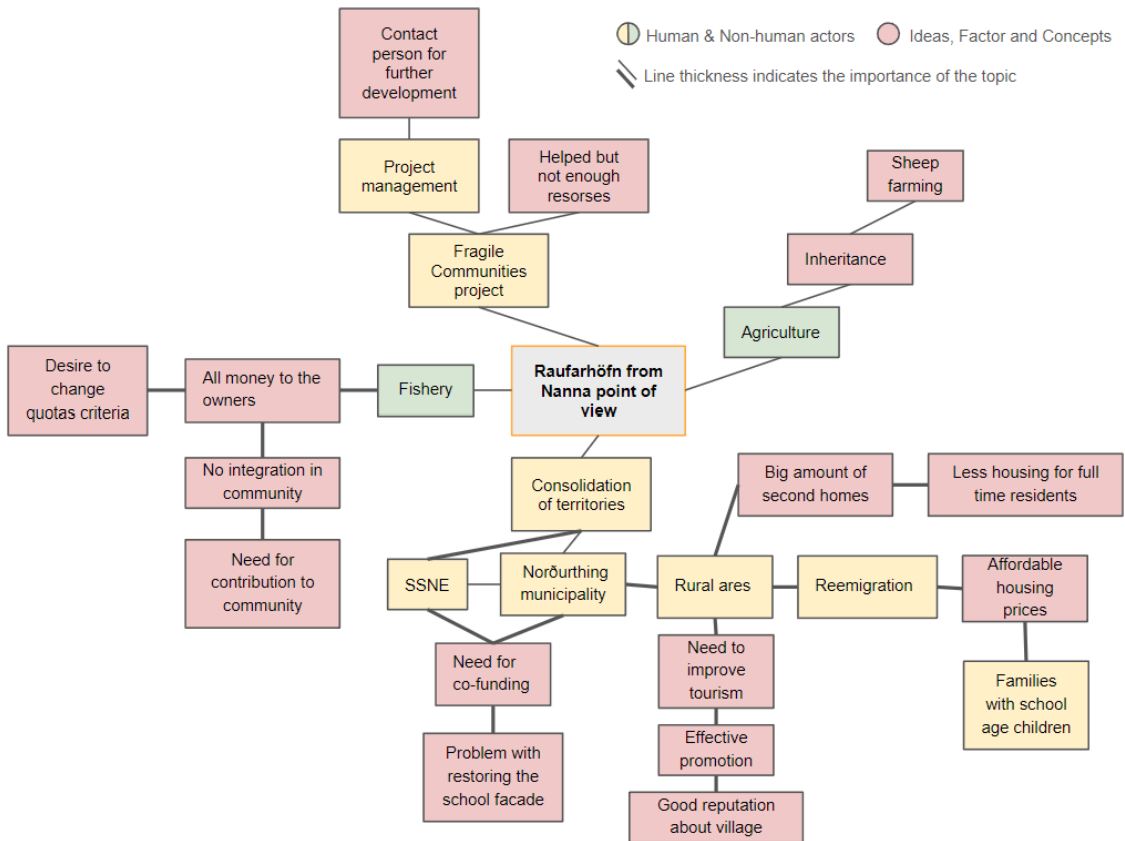 Contact
person for
further
development
Human & Non-human actors
Ideas, Factor and Concepts
Line thickness indicates the importance of the topic
Project
management
Helped but
not enough
resorses
Sheep
farming
Fragile
Communities
project
Inheritance
Agriculture
Desire to
change
quotas criteria
All money to the
owners
Fishery
Raufarhöfn from
Nanna point of
view
No integration in
community
Need for
contribution to
community
Consolidation
of territories
Big amount of
second homes
Less housing for full
time residents
SSNE
Norðurthing
municipality
Rural ares
Reemigration
Affordable
housing
prices
Need for
co-funding
Need to
improve
tourism
Families
with school
age children
Problem with
restoring the
school facade
Effective
promotion
Good reputation
about village